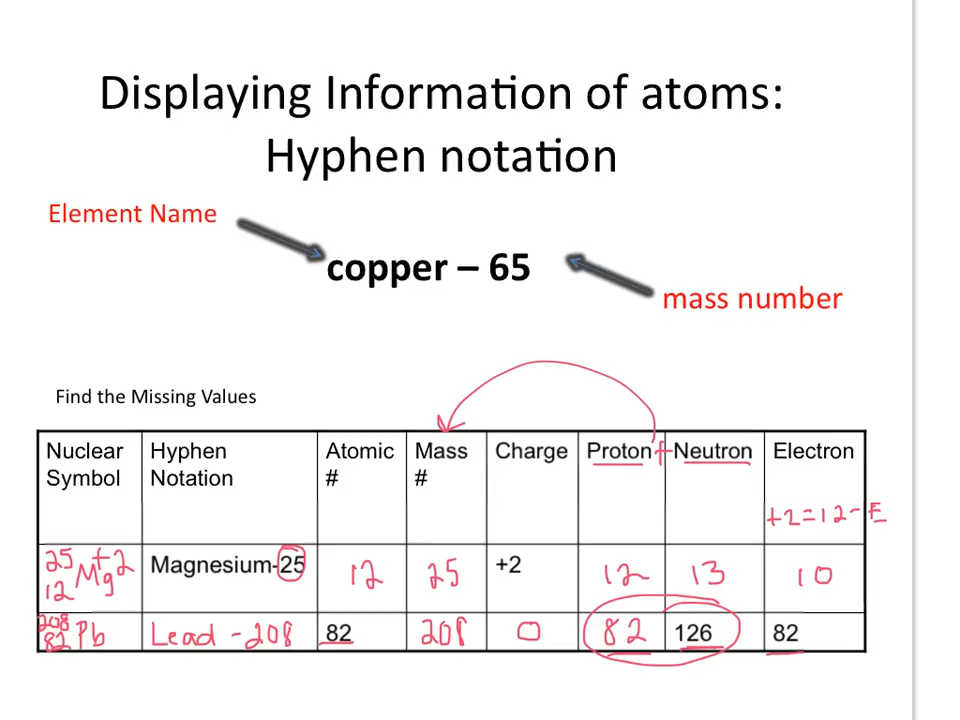 Displaying Information of atoms:
Hyphen notation
Element Name
copper – 65
mass number
Find the Missing Values
Nuclear Symbol Hyphen Notation Atomic # Mass # Charge Proton + Neutron Electron
+2=12-E
25 12 Mg +2 Magnesium-25 12 25 +2 12 13 10
208 82 Pb Lead -208 82 208 0 82 126 82